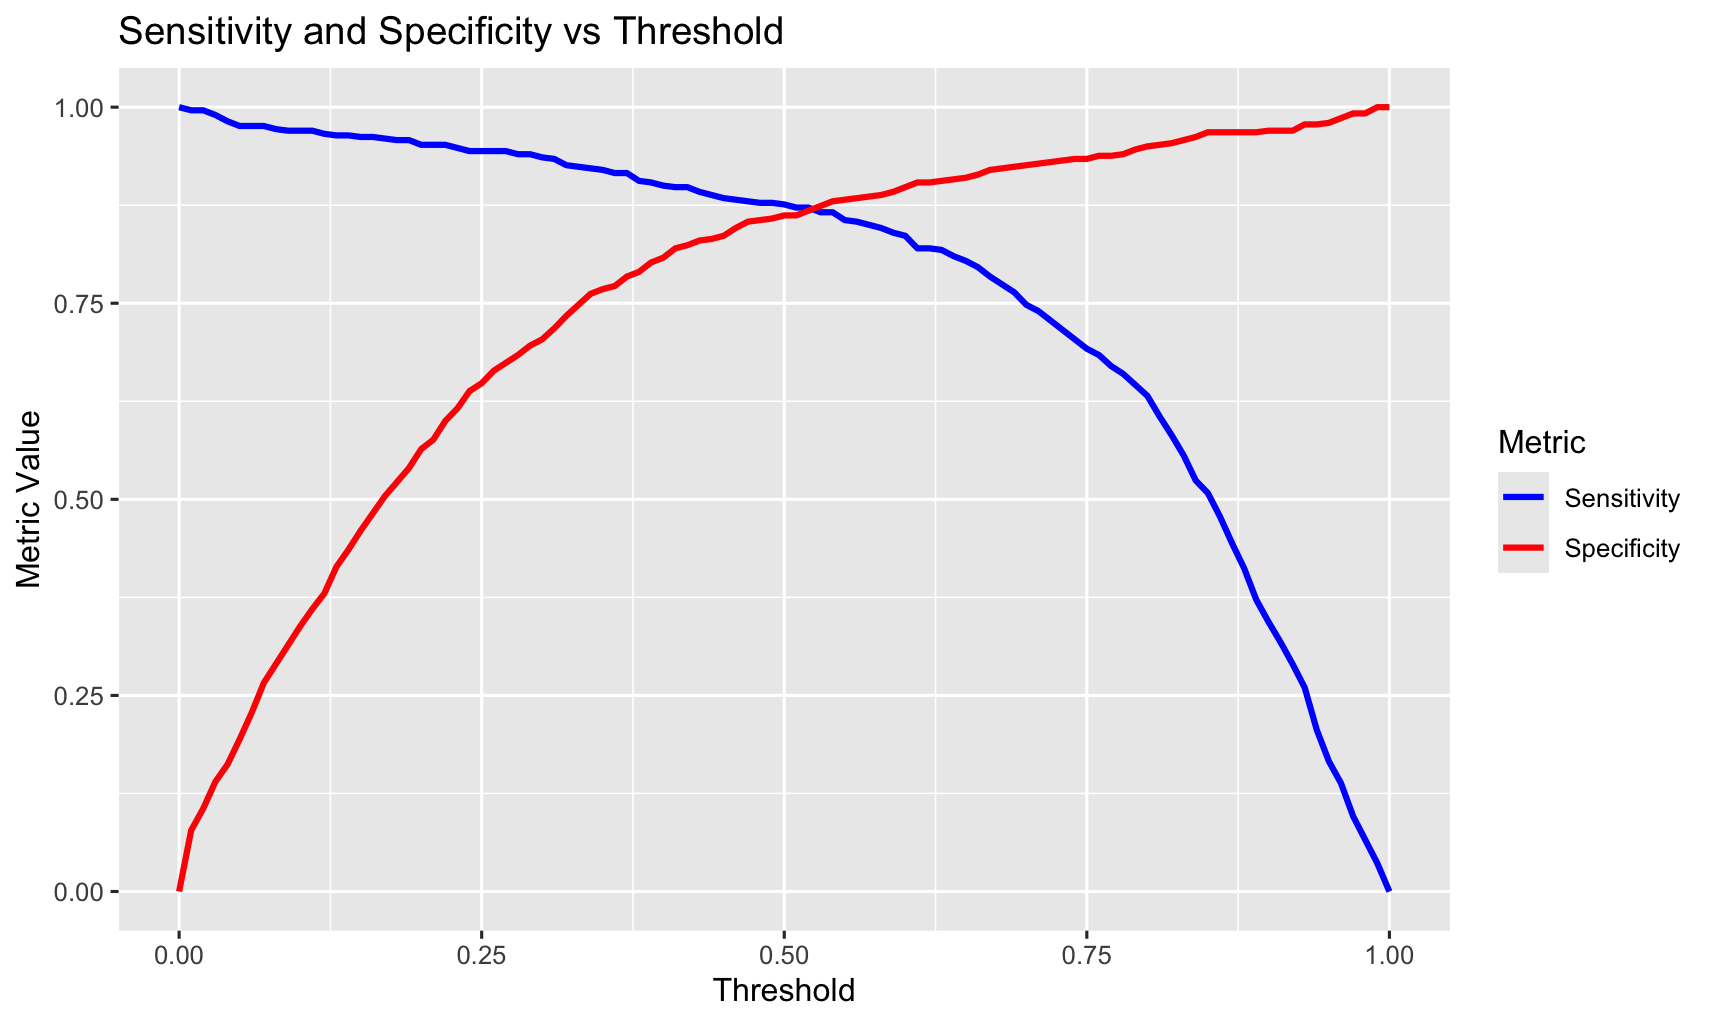 Sensitivity and Specificity vs Threshold
1.00
0.75
0.50
0.25
0.00
Metric Value
0.00 0.25 0.50 0.75 1.00
Threshold
Metric
Sensitivity
Specificity